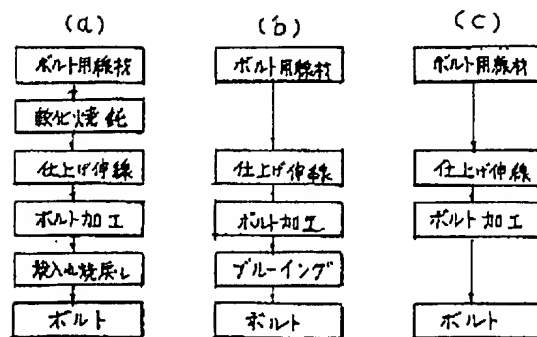 (a) (b) (c)
ボルト用線材 ボルト用線材 ボルト用線材
軟化焼鈍
仕上げ伸線 仕上げ伸線 仕上げ伸線
ボルト加工 ボルト加工 ボルト加工
焼入れ焼戻し ブルーイング
ボルト ボルト ボルト